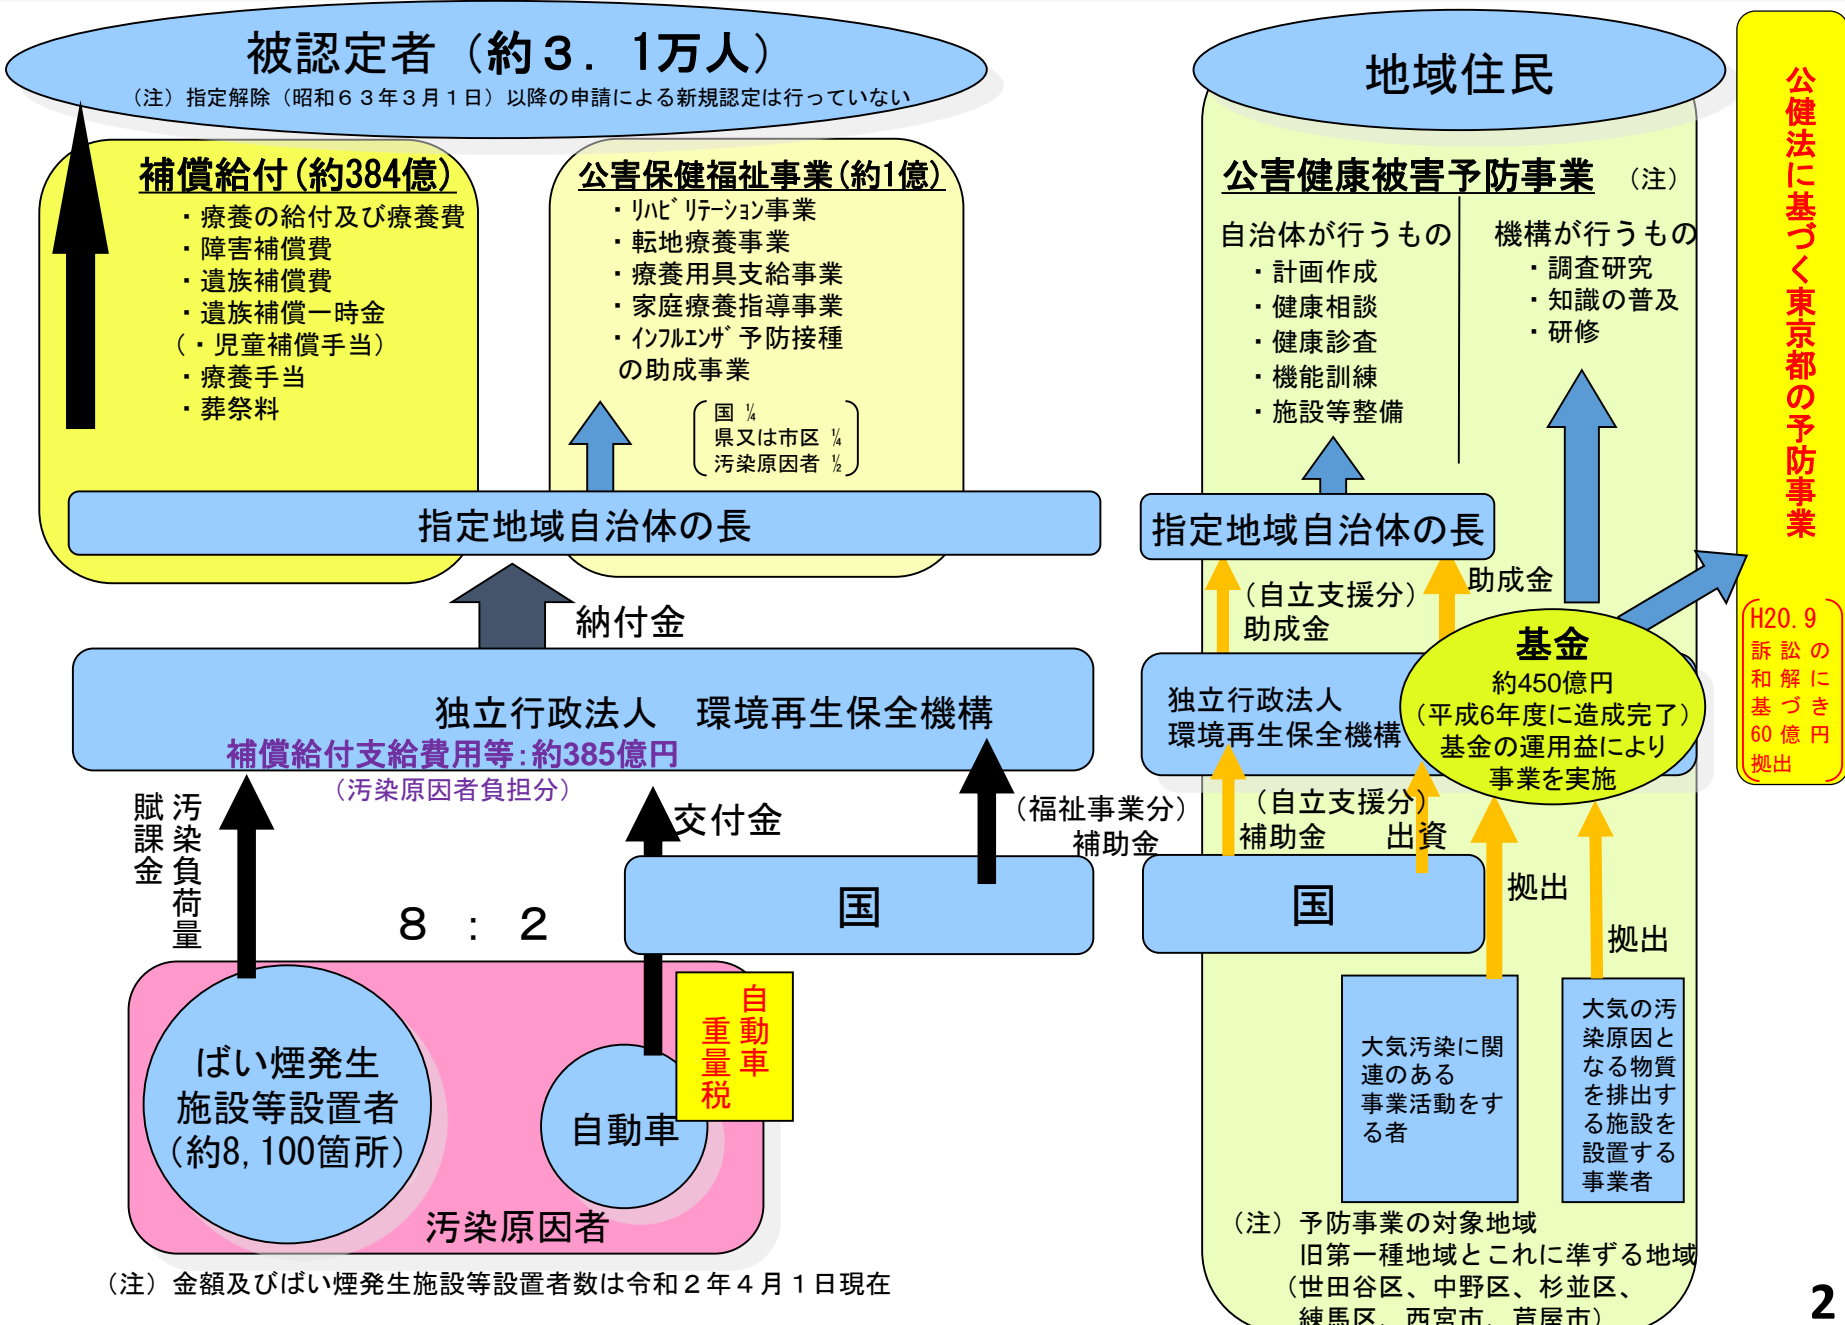 被認定者（約３．１万人）
（注）指定解除（昭和６３年３月１日）以降の申請による新規認定は行っていない
補償給付(約384億)
・療養の給付及び療養費
・障害補償費
・遺族補償費
・遺族補償一時金
（・児童補償手当）
・療養手当
・葬祭料
公害保健福祉事業(約1億)
・ﾘﾊﾋﾞﾘﾃｰｼｮﾝ事業
・転地療養事業
・療養用具支給事業
・家庭療養指導事業
・ｲﾝﾌﾙｴﾝｻﾞ予防接種
の助成事業
国 ¼
県又は市区 ¼
汚染原因者 ½
指定地域自治体の長
納付金
独立行政法人　環境再生保全機構
補償給付支給費用等:約385億円
（汚染原因者負担分）
汚染負荷量
賦課金
交付金
（福祉事業分）
補助金
８：２
国
自動車
重量税
ばい煙発生
施設等設置者
（約8,100箇所）
自動車
汚染原因者
（注）金額及びばい煙発生施設等設置者数は令和２年４月１日現在
地域住民
公害健康被害予防事業　（注）
自治体が行うもの
・計画作成
・健康相談
・健康診査
・機能訓練
・施設等整備
機構が行うもの
・調査研究
・知識の普及
・研修
指定地域自治体の長
（自立支援分）
助成金
助成金
独立行政法人
環境再生保全機構
基金
約450億円
（平成6年度に造成完了）
基金の運用益により
事業を実施
（自立支援分）
補助金
出資
国
拠出
拠出
大気汚染に関
連のある
事業活動をす
る者
大気の汚
染原因と
なる物質
を排出す
る施設を
設置する
事業者
（注）予防事業の対象地域
旧第一種地域とこれに準ずる地域
（世田谷区、中野区、杉並区、
練馬区、西宮市、芦屋市）
公健法に基づく東京都の予防事業
H20.9
訴訟の
和解に
基づき
60億円
拠出
2